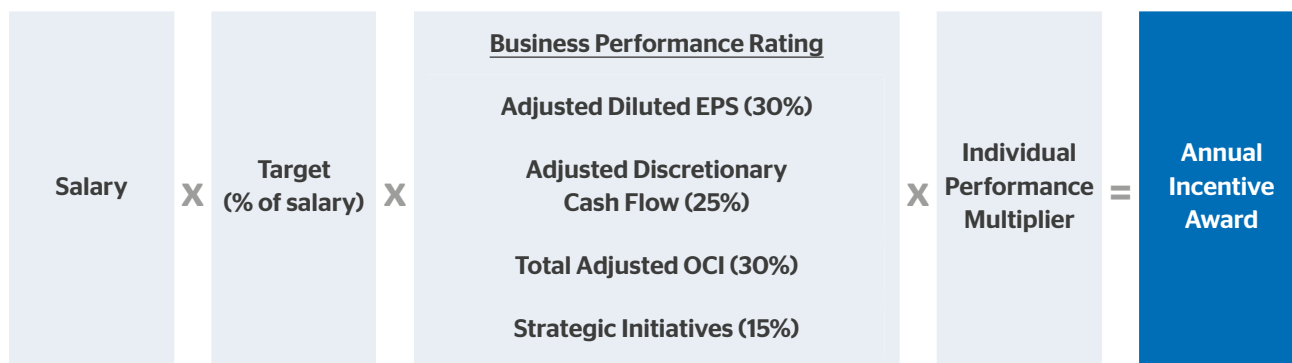 Salary
x
Target
(% of salary)
x
Business Performance Rating
Adjusted Diluted EPS (30%)
Adjusted Discretionary
Cash Flow (25%)
Total Adjusted OCI (30%)
Strategic Initiatives (15%)
x
Individual
Performance
Multiplier
=
Annual
Incentive
Award